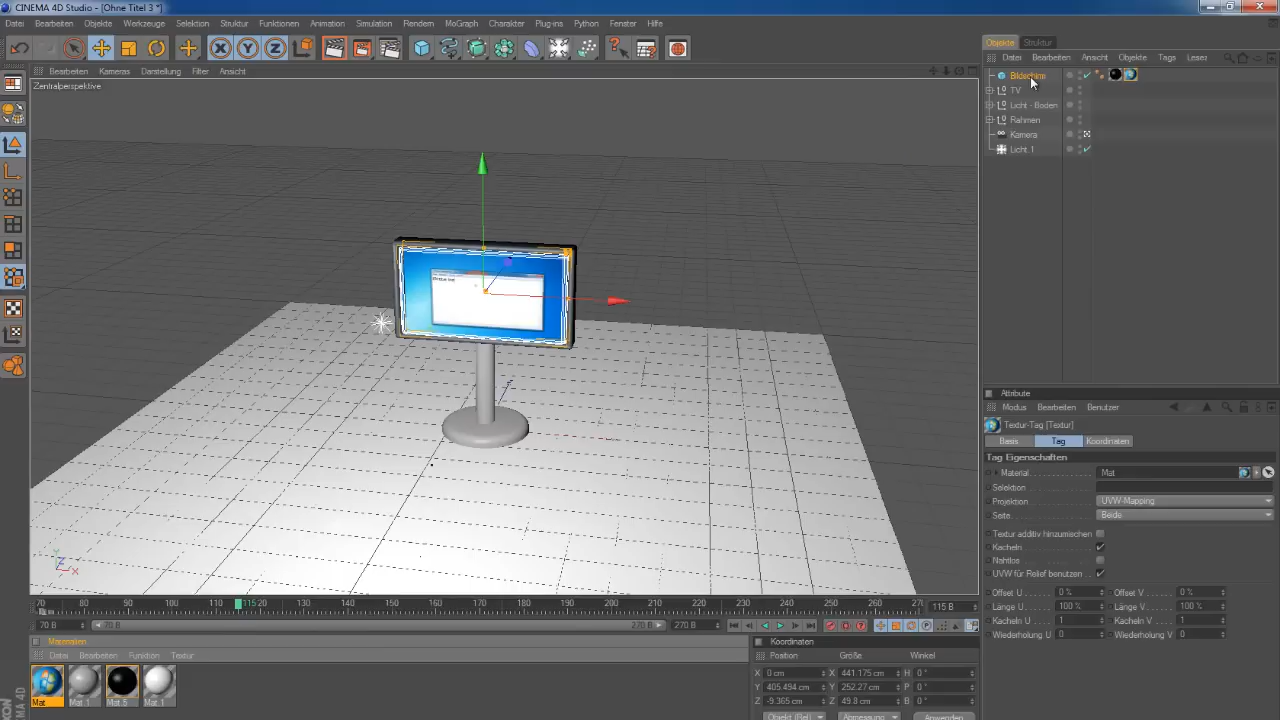 CINEMA 4D Studio - [Ohne Titel 3 *]
Datei Bearbeiten Objekte Werkzeuge Selektion Struktur Funktionen Animation Simulation Rendern MoGraph Charakter Plug-ins Python Fenster Hilfe
Objekte Struktur
Datei Bearbeiten Ansicht Objekte Tags Lesez
Bearbeiten Kameras Darstellung Filter Ansicht
Zentralperspektive
Bildschirm
TV
Licht - Boden
Rahmen
Kamera
Licht.1
Attribute
Modus Bearbeiten Benutzer
Textur-Tag [Textur]
Basis Tag Koordinaten
Tag Eigenschaften
Material Mat
Selektion
Projektion UVW-Mapping
Seite Beide
Textur additiv hinzumischen
Kacheln
Nahtlos
UVW für Relief benutzen
Offset U 0 % Offset V 0 %
Länge U 100 % Länge V 100 %
Kacheln U 1 Kacheln V 1
Wiederholung U 0 Wiederholung V 0
Y
Z
X
70 80 90 100 11520 130 140 150 160 170 180 190 200 210 220 230 240 250 260 27( 115 B
70 B 70 B 270 B 270 B
Materialien
Datei Bearbeiten Funktion Textur
Mat Mat 1 Mat 5 Mat 1
Koordinaten
Position Größe Winkel
X 0 cm X 441.175 cm H 0 °
Y 405.494 cm Y 252.27 cm P 0 °
Z -9.365 cm Z 49.8 cm B 0 °
Objekt (Rel) Abmessung Anwenden
CINEMA 4D